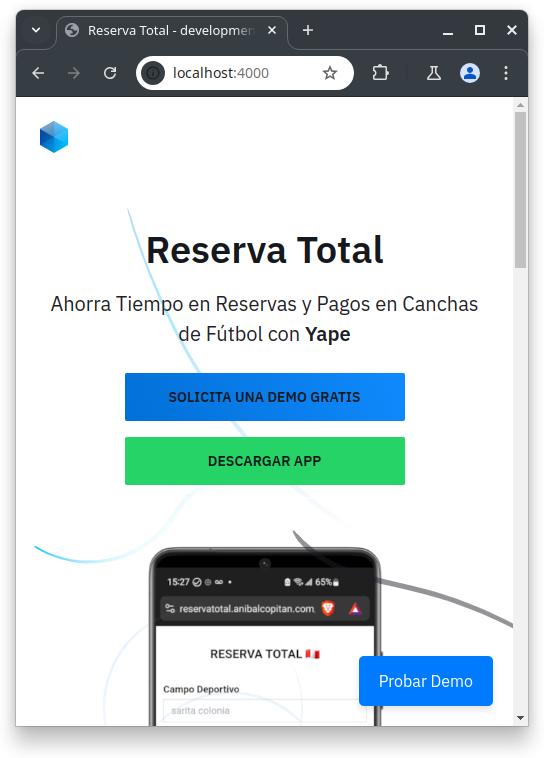 Reserva Total - developmen
localhost:4000
Reserva Total
Ahorra Tiempo en Reservas y Pagos en Canchas
de Fútbol con Yape
SOLICITA UNA DEMO GRATIS
DESCARGAR APP
15:27 65%
reservatotal.anibalcopitan.com
RESERVA TOTAL 🇵🇪
Campo Deportivo
sarita colonia
Probar Demo